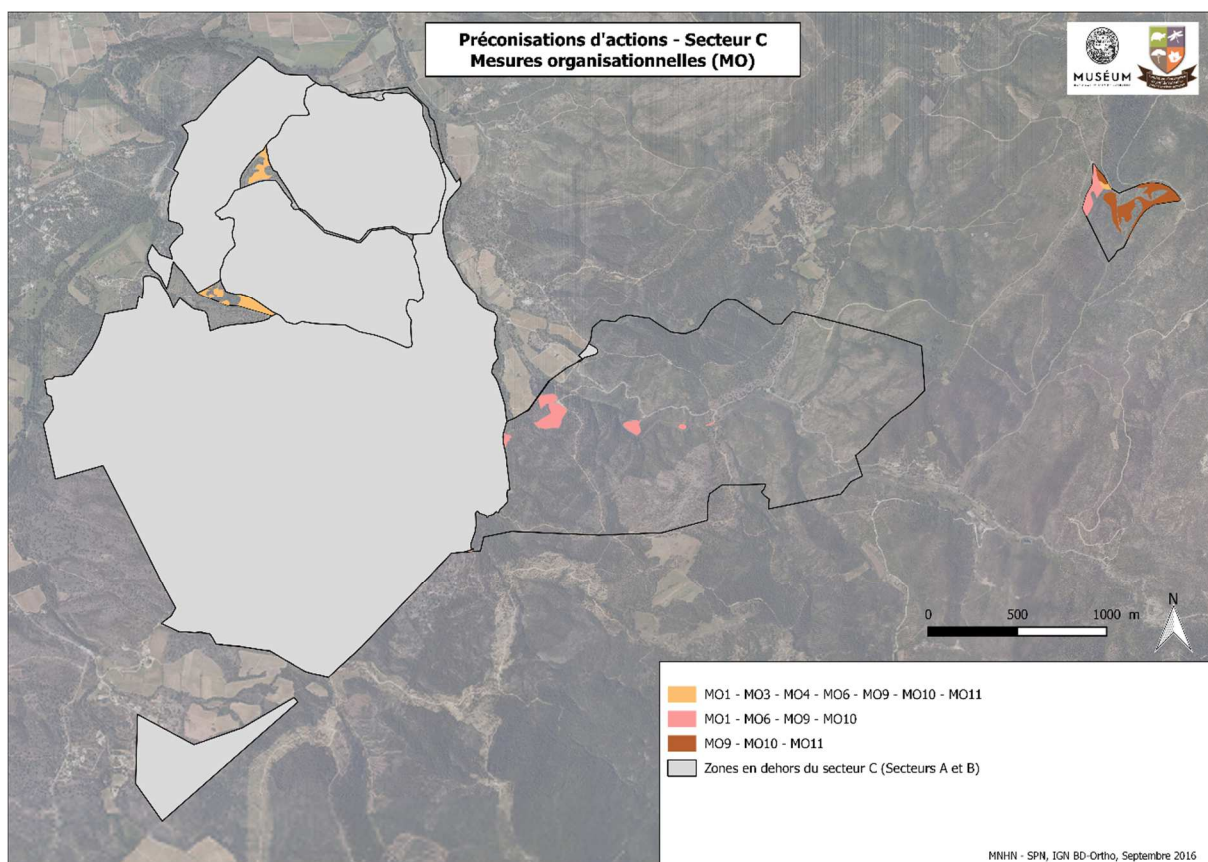 Préconisations d'actions - Secteur C
Mesures organisationnelles (MO)
MUSÉUM
0 500 1000 m
N
MO1 - MO3 - MO4 - MO6 - MO9 - MO10 - MO11
MO1 - MO6 - MO9 - MO10
MO9 - MO10 - MO11
Zones en dehors du secteur C (Secteurs A et B)
MNHN - SPN, IGN BD-Ortho, Septembre 2016